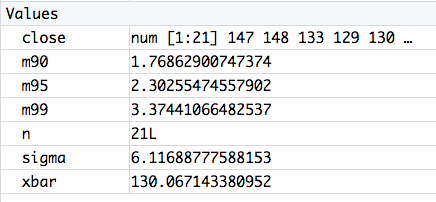 Values
close num [1:21] 147 148 133 129 130 …
m90 1.76862900747374
m95 2.30255474557902
m99 3.37441066482537
n 21L
sigma 6.11688777588153
xbar 130.067143380952